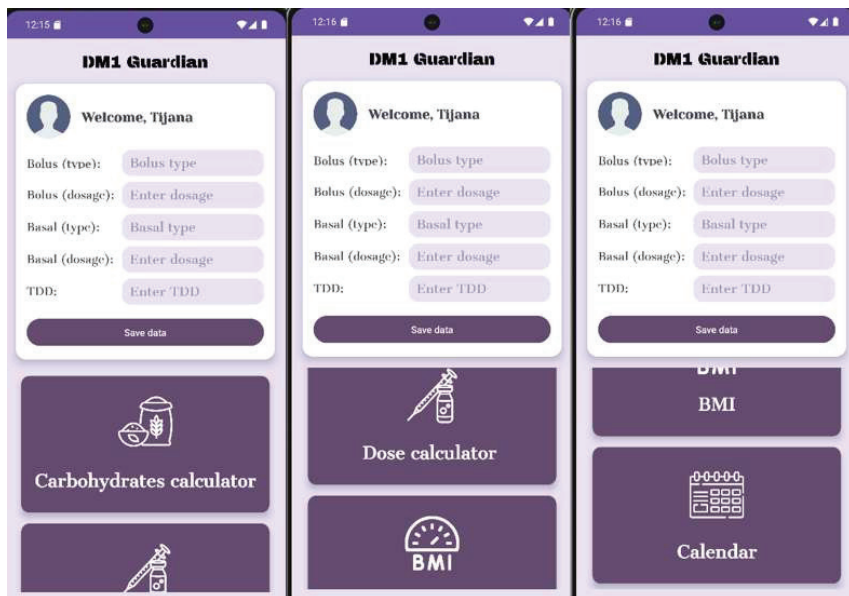 12:15
DM1 Guardian
Welcome, Tijana
Bolus (type): Bolus type
Bolus (dosage): Enter dosage
Basal (type): Basal type
Basal (dosage): Enter dosage
TDD: Enter TDD
Save data
Carbohydrates calculator
12:16
DM1 Guardian
Welcome, Tijana
Bolus (type): Bolus type
Bolus (dosage): Enter dosage
Basal (type): Basal type
Basal (dosage): Enter dosage
TDD: Enter TDD
Save data
Dose calculator
BMI
12:16
DM1 Guardian
Welcome, Tijana
Bolus (type): Bolus type
Bolus (dosage): Enter dosage
Basal (type): Basal type
Basal (dosage): Enter dosage
TDD: Enter TDD
Save data
BMI
BMI
Calendar